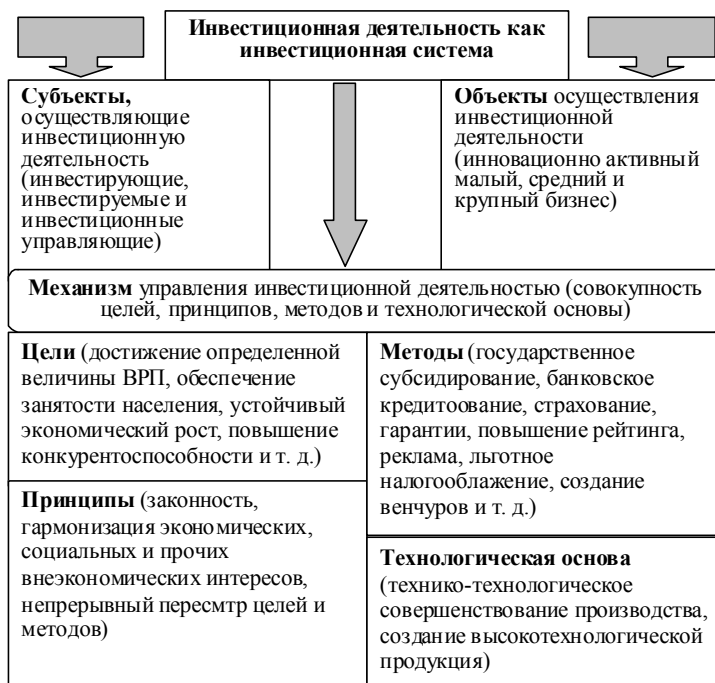 Инвестиционная деятельность как
инвестиционная система
Субъекты,
осуществляющие
инвестиционную
деятельность
(инвестирующие,
инвестируемые и
инвестиционные
управляющие)
Объекты осуществления
инвестиционной
деятельности
(инновационно активный
малый, средний и
крупный бизнес)
Механизм управления инвестиционной деятельностью (совокупность
целей, принципов, методов и технологической основы)
Цели (достижение определенной
величины ВРП, обеспечение
занятости населения, устойчивый
экономический рост, повышение
конкурентоспособности и т. д.)
Принципы (законность,
гармонизация экономических,
социальных и прочих
внеэкономических интересов,
непрерывный пересмтр целей и
методов)
Методы (государственное
субсидирование, банковское
кредитоование, страхование,
гарантии, повышение рейтинга,
реклама, льготное
налогооблажение, создание
венчуров и т. д.)
Технологическая основа
(технико-технологическое
совершенствование производства,
создание высокотехнологической
продукция)